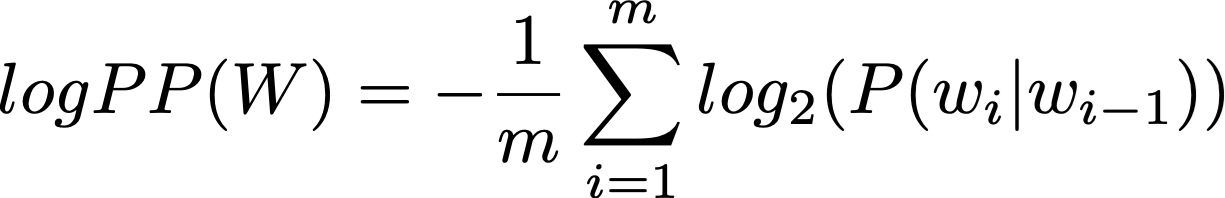 logPP(W) = -\frac{1}{m} \sum_{i=1}^{m} log_2(P(w_i|w_{i-1}))